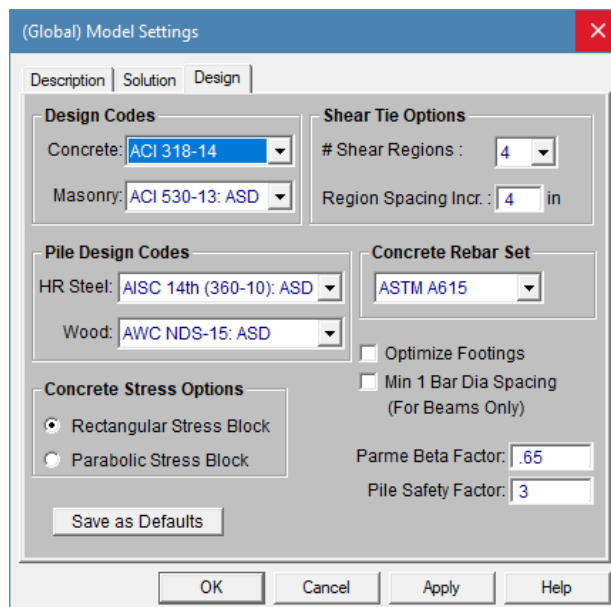 (Global) Model Settings
Description Solution Design
Design Codes
Concrete: ACI 318-14
Masonry: ACI 530-13: ASD
Shear Tie Options
# Shear Regions : 4
Region Spacing Incr. : 4 in
Pile Design Codes
HR Steel: AISC 14th (360-10): ASD
Wood: AWC NDS-15: ASD
Concrete Rebar Set
ASTM A615
Optimize Footings
Min 1 Bar Dia Spacing
(For Beams Only)
Concrete Stress Options
Rectangular Stress Block
Parabolic Stress Block
Parme Beta Factor: .65
Pile Safety Factor: 3
Save as Defaults
OK Cancel Apply Help